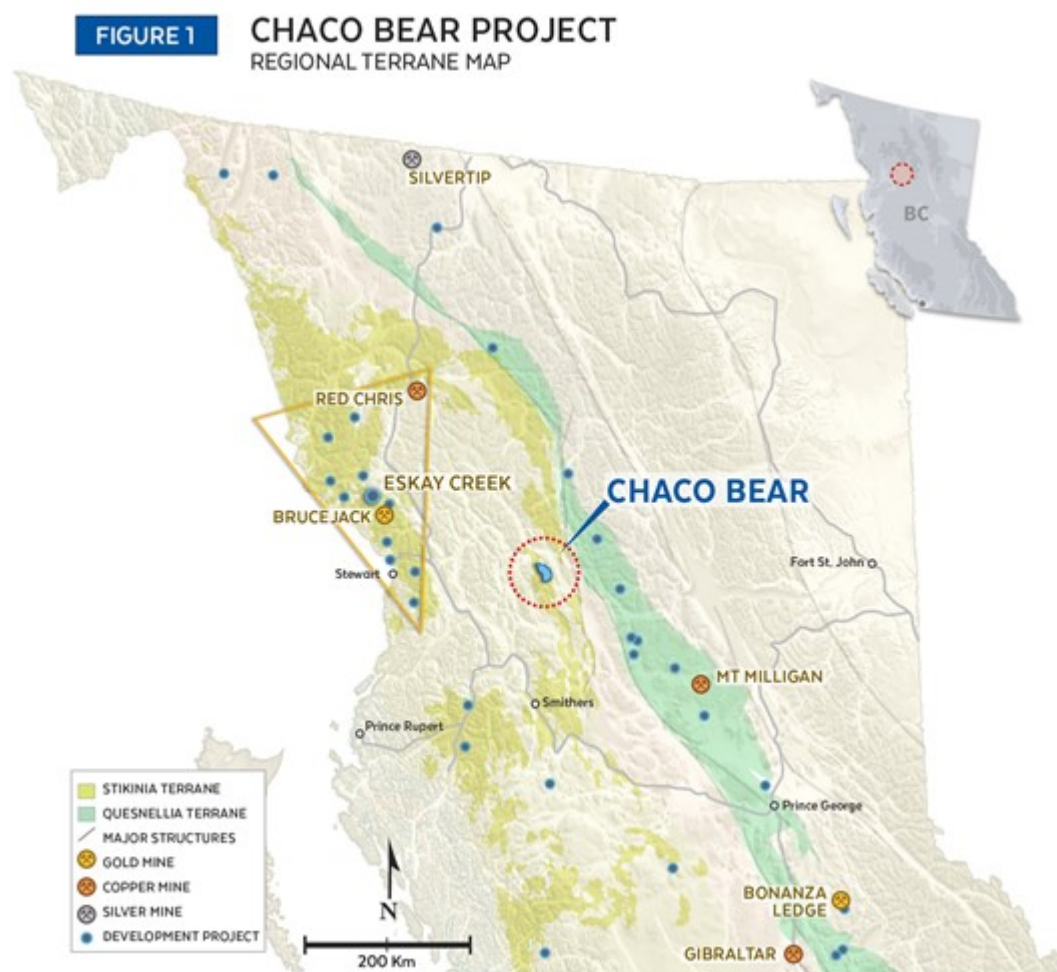 FIGURE 1
CHACO BEAR PROJECT
REGIONAL TERRANE MAP
SILVERTIP
BC
RED CHRIS
ESKAY CREEK
BRUCEJACK
CHACO BEAR
Stewart
Fort St. John
MT MILLIGAN
Smithers
Prince Rupert
Prince George
STIKINIA TERRANE
QUESNELLIA TERRANE
MAJOR STRUCTURES
GOLD MINE
COPPER MINE
SILVER MINE
DEVELOPMENT PROJECT
N
200 Km
BONANZA
LEDGE
GIBRALTAR